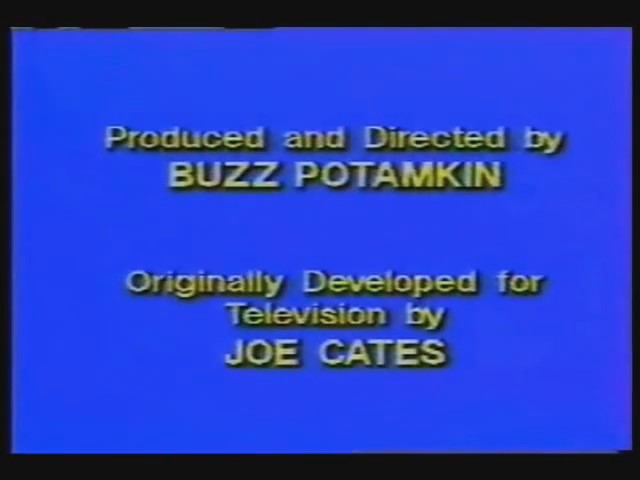 Produced and Directed by
BUZZ POTAMKIN
Originally Developed for
Television by
JOE CATES